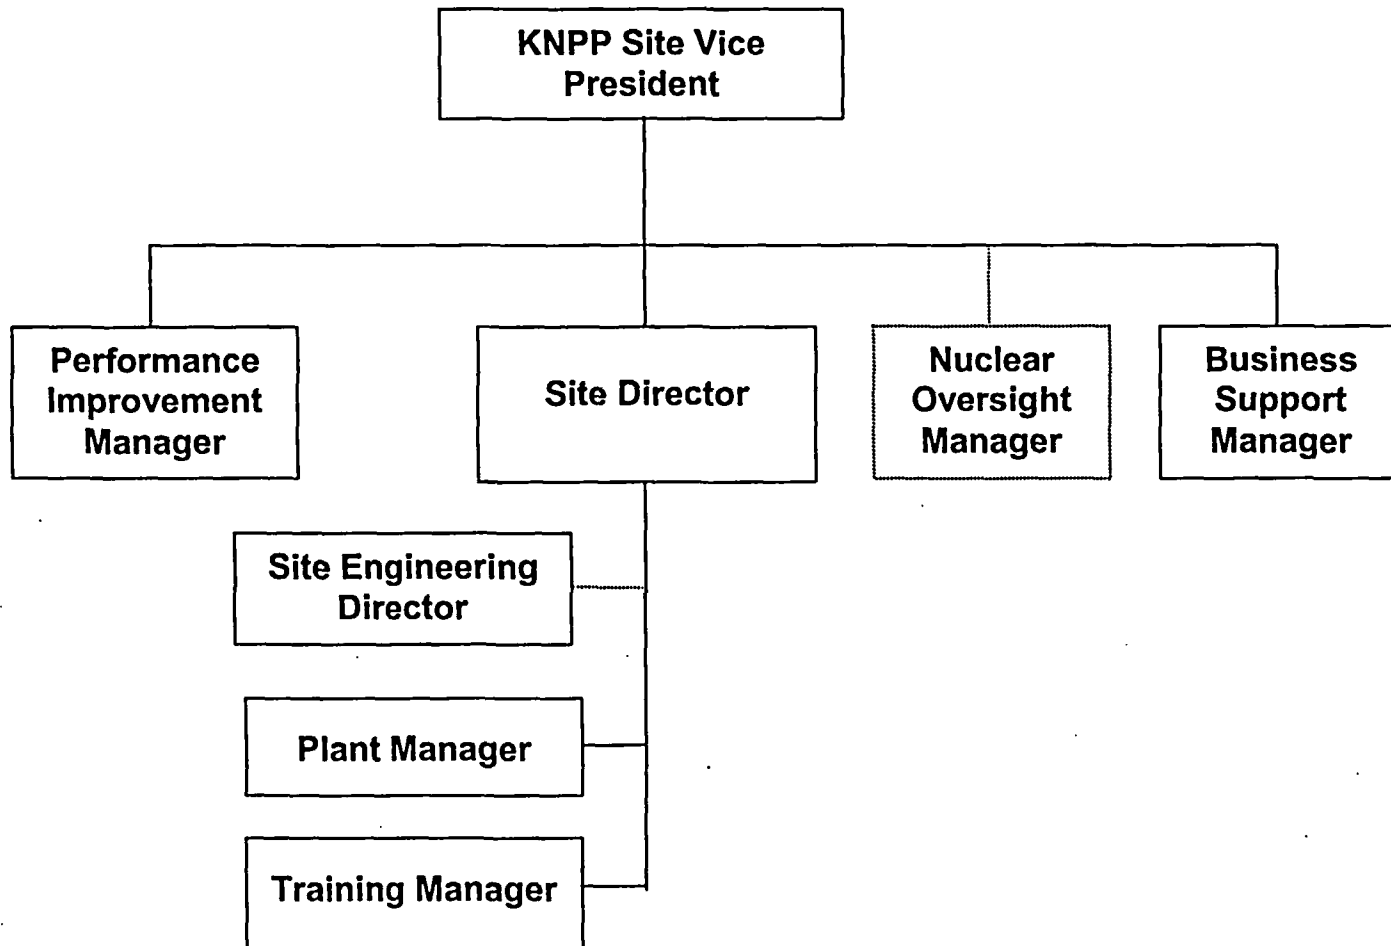 KNPP Site Vice
President
Performance
Improvement
Manager
Site Director
Nuclear
Oversight
Manager
Business
Support
Manager
Site Engineering
Director
Plant Manager
Training Manager